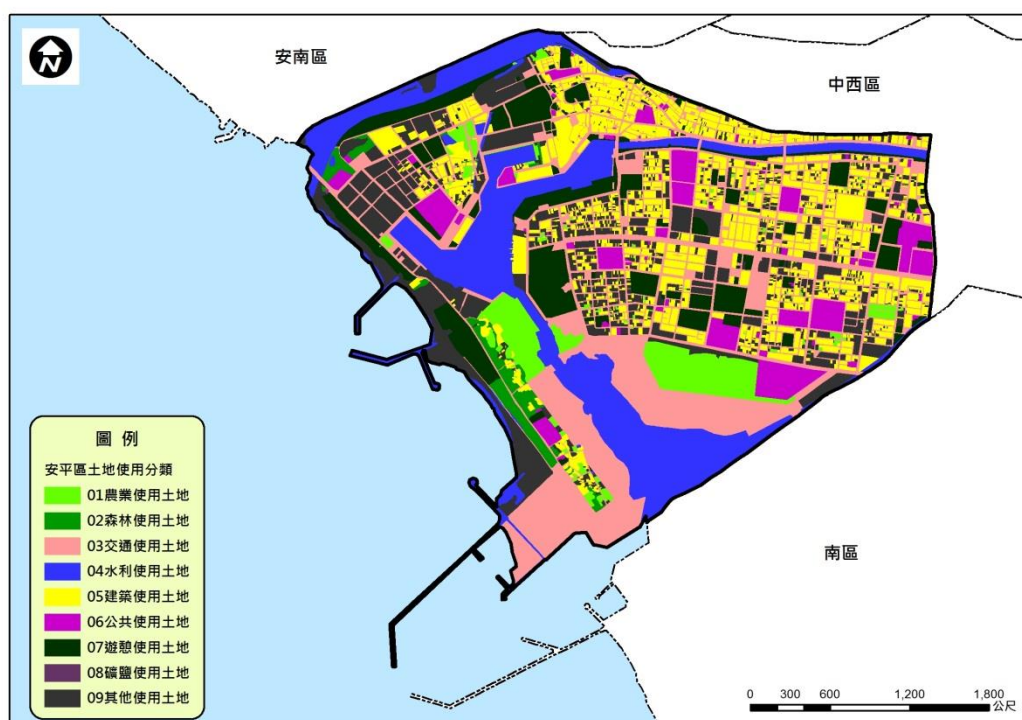 N
安南區
中西區
南區
圖例
安平區土地使用分類
01農業使用土地
02森林使用土地
03交通使用土地
04水利使用土地
05建築使用土地
06公共使用土地
07遊憩使用土地
08礦鹽使用土地
09其他使用土地
0 300 600 1,200 1,800
公尺